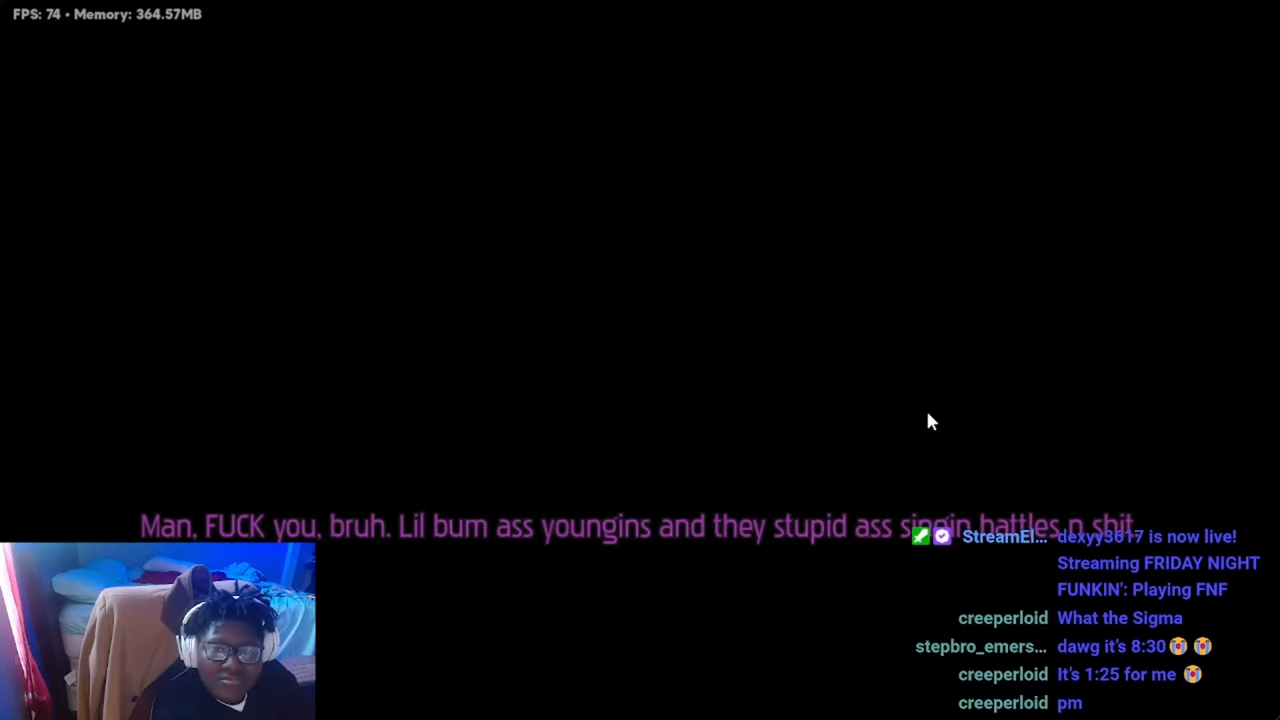 FPS: 74 • Memory: 364.57MB
Man, FUCK you, bruh. Lil bum ass youngins and they stupid ass singin battles n shit
StreamEl... dexyy3617 is now live!
Streaming FRIDAY NIGHT
FUNKIN': Playing FNF
creeperloid What the Sigma
stepbro_emers... dawg it's 8:30😭 😭
creeperloid It's 1:25 for me 😭
creeperloid pm